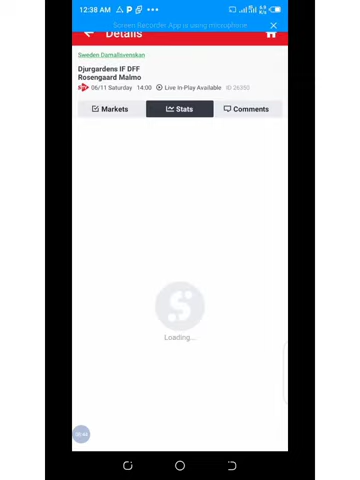 12:38 AM
Screen Recorder App is using microphone
Details
Sweden Damallsvenskan
Djurgardens IF DFF
Rosengaard Malmo
06/11 Saturday 14:00 Live In-Play Available ID 26350
Markets Stats Comments
Loading...